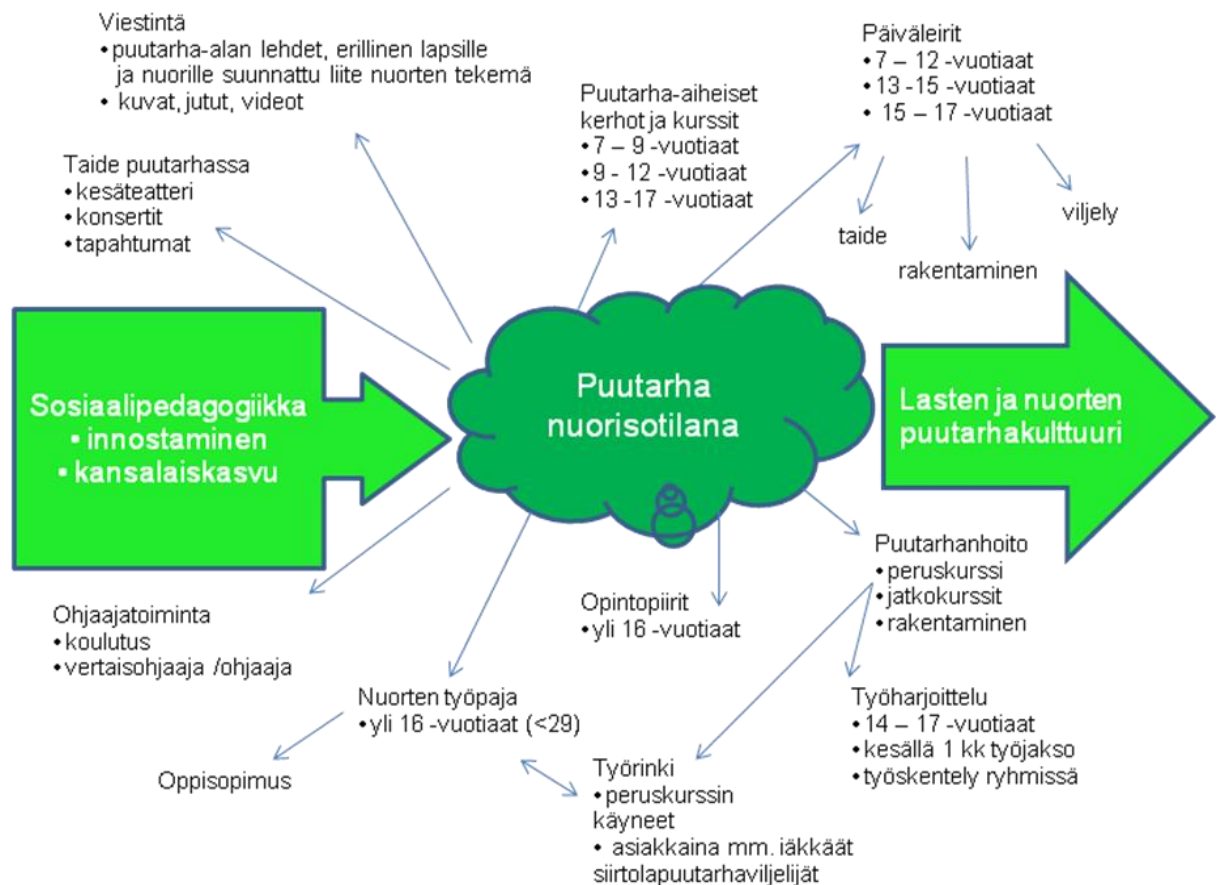 Viestintä
• puutarha-alan lehdet, erillinen lapsille
ja nuorille suunnattu liite nuorten tekemä
• kuvat, jutut, videot
Taide puutarhassa
• kesäteatteri
• konsertit
• tapahtumat
Puutarha-aiheiset
kerhot ja kurssit
• 7 – 9 -vuotiaat
• 9 - 12 -vuotiaat
• 13 -17 -vuotiaat
Päiväleirit
• 7 – 12 -vuotiaat
• 13 -15 -vuotiaat
• 15 – 17 -vuotiaat
taide
rakentaminen
viljely
Sosiaalipedagogiikka
▪ innostaminen
▪ kansalaiskasvu
Puutarha
nuorisotilana
Lasten ja nuorten
puutarhakulttuuri
Ohjaajatoiminta
• koulutus
• vertaisohjaaja /ohjaaja
Nuorten työpaja
• yli 16 -vuotiaat (<29)
Oppisopimus
Opintopiirit
• yli 16 -vuotiaat
Puutarhanhoito
• peruskurssi
• jatkokurssit
• rakentaminen
Työrinki
• peruskurssin
käyneet
• asiakkaina mm. iäkkäät
siirtolapuutarhaviljelijät
Työharjoittelu
• 14 – 17 -vuotiaat
• kesällä 1 kk työjakso
• työskentely ryhmissä